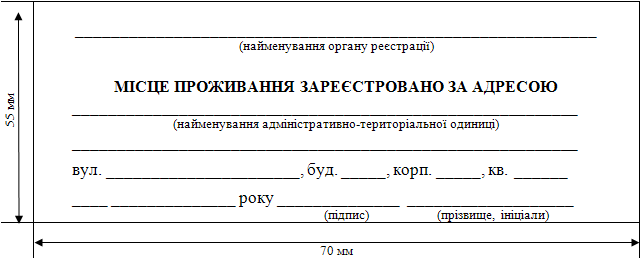 (найменування органу реєстрації)
МІСЦЕ ПРОЖИВАННЯ ЗАРЕЄСТРОВАНО ЗА АДРЕСОЮ
(найменування адміністративно-територіальної одиниці)
вул. ______________________, буд. _____, корп. _____, кв. ______
____ ______________ року ______________ ___________________
(підпис) (прізвище, ініціали)
55 мм
70 мм